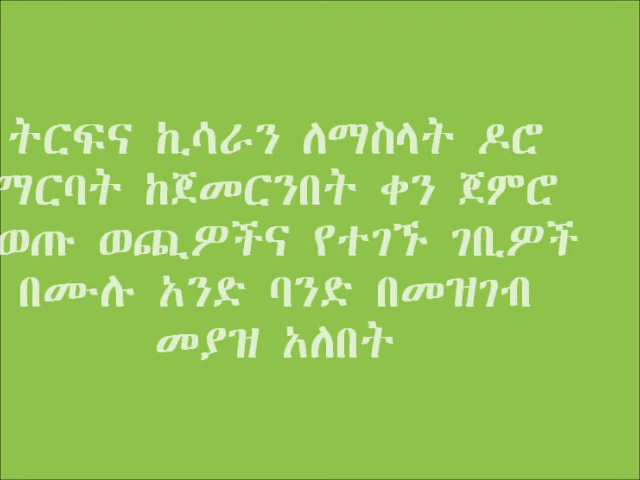 ትርፍና ኪሳራን ለማስላት ዶሮ
ማርባት ከጀመርንበት ቀን ጀምሮ
ወጡ ወጪዎችና የተገኙ ገቢዎች
በሙሉ አንድ ባንድ በመዝገብ
መያዝ አለበት